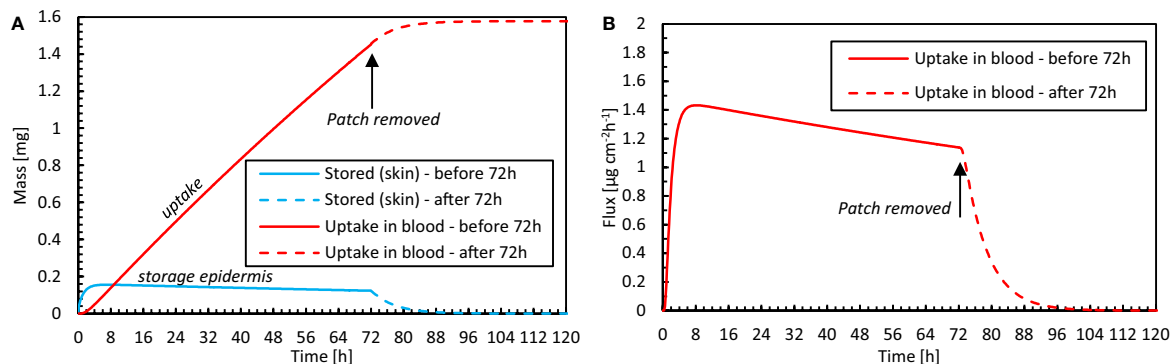 A
Mass [mg]
1.6
1.4
1.2
1
0.8
0.6
0.4
0.2
0
0 8 16 24 32 40 48 56 64 72 80 88 96 104 112 120
Time [h]
uptake
storage epidermis
Patch removed
Stored (skin) - before 72h
Stored (skin) - after 72h
Uptake in blood - before 72h
Uptake in blood - after 72h
B
Flux [µg cm-2h-1]
2
1.8
1.6
1.4
1.2
1
0.8
0.6
0.4
0.2
0
0 8 16 24 32 40 48 56 64 72 80 88 96 104 112 120
Time [h]
Uptake in blood - before 72h
Uptake in blood - after 72h
Patch removed